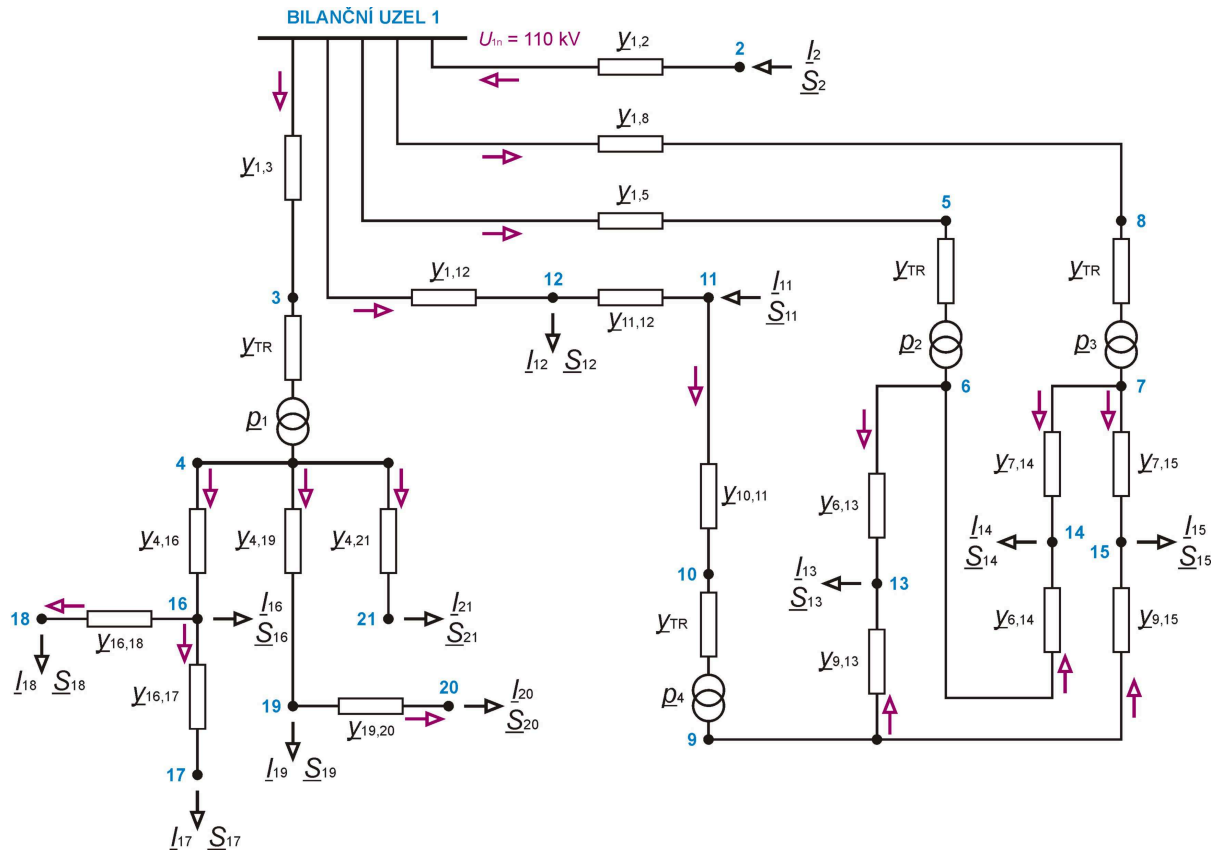 BILANČNÍ UZEL 1
U1n = 110 kV
y1,2
2
I2
S2
y1,8
y1,3
y1,5
5
8
y1,12
12
11
I11
S11
yTR
yTR
3
y11,12
yTR
I12 S12
p2
p3
p1
6
7
4
y7,14
y7,15
y10,11
y6,13
y4,16
y4,19
y4,21
I14
S14
14
15
I15
S15
10
I13
S13
13
18
16
I16
S16
21
I21
S21
yTR
y6,14
y9,15
y16,18
y9,13
I18 S18
y16,17
p4
19
20
I20
S20
y19,20
9
I19 S19
17
I17 S17